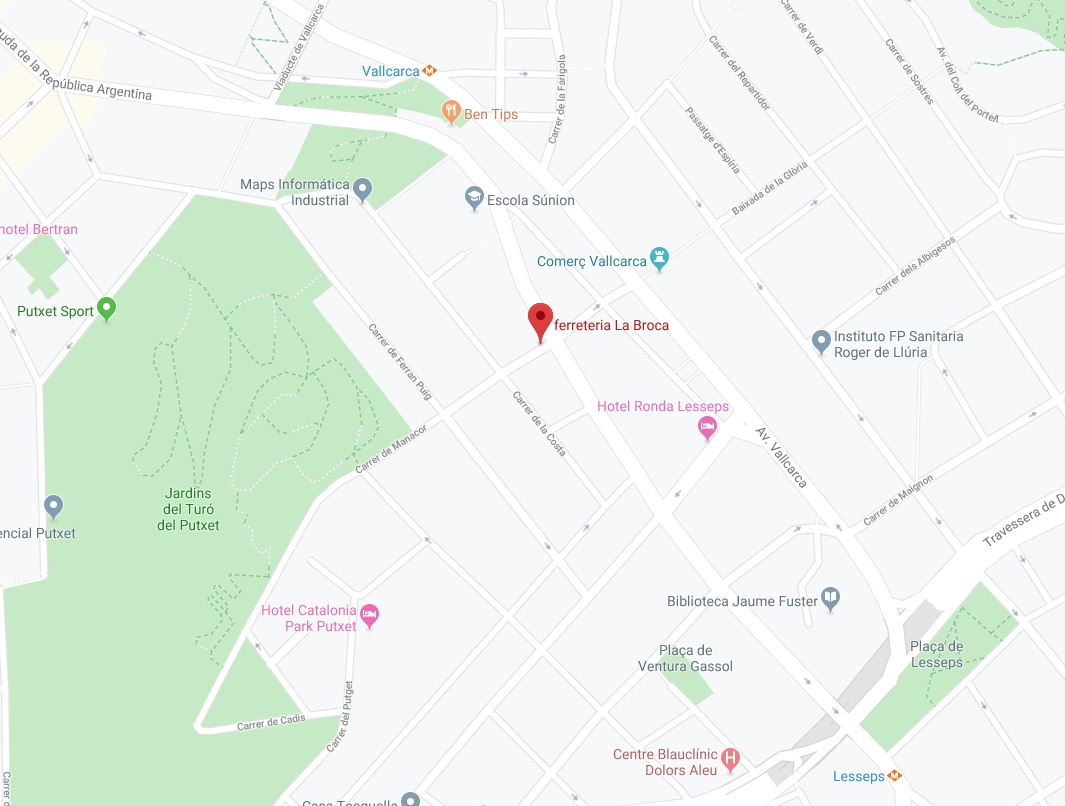 Carrer de Verdi
Viaducte de Vallcarca
Carrer de Sostres
Av. del Coll del Portell
Carrer del Repartidor
uda de la República Argentina
Vallcarca
Carrer de la Farigola
Ben Tips
Passatge d'Espiria
Baixada de la Glòria
Maps Informática
Industrial
Escola Súnion
hotel Bertran
Comerç Vallcarca
Carrer dels Albigesos
Putxet Sport
ferreteria La Broca
Instituto FP Sanitaria
Roger de Llúria
Carrer de Ferran Puig
Carrer de la Costa
Hotel Ronda Lesseps
Carrer de Manacor
Av. Vallcarca
Jardins
del Turó
del Putxet
Carrer de Maignon
Travessera de D
encial Putxet
Hotel Catalonia
Park Putxet
Biblioteca Jaume Fuster
Plaça de
Ventura Gassol
Plaça de
Lesseps
Carrer de Cadis
Carrer del Putget
Centre Blauclínic
Dolors Aleu
Lesseps
Carrer d
Casa Tosquella